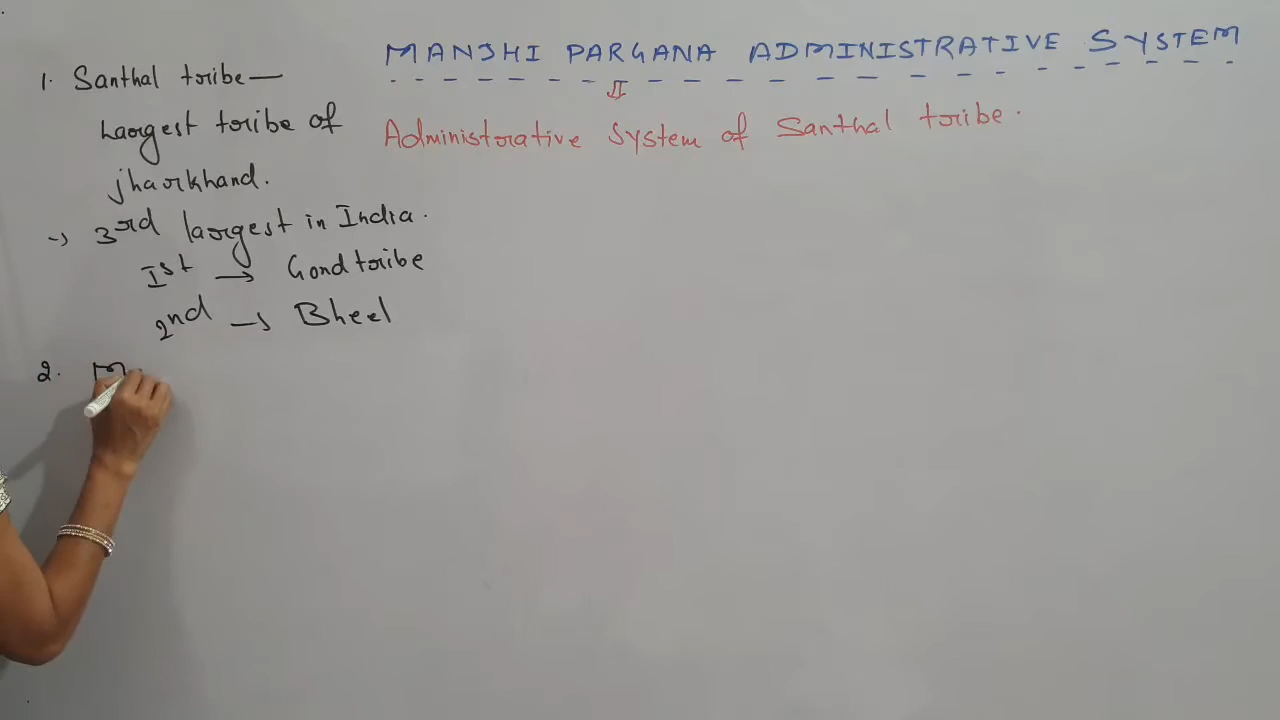 MANJHI PARGANA ADMINISTRATIVE SYSTEM
Administrative System of Santhal tribe.
1. Santhal tribe—
Largest tribe of
jharkhand.
→ 3rd largest in India.
Ist → Gond tribe
2nd → Bheel
2. M